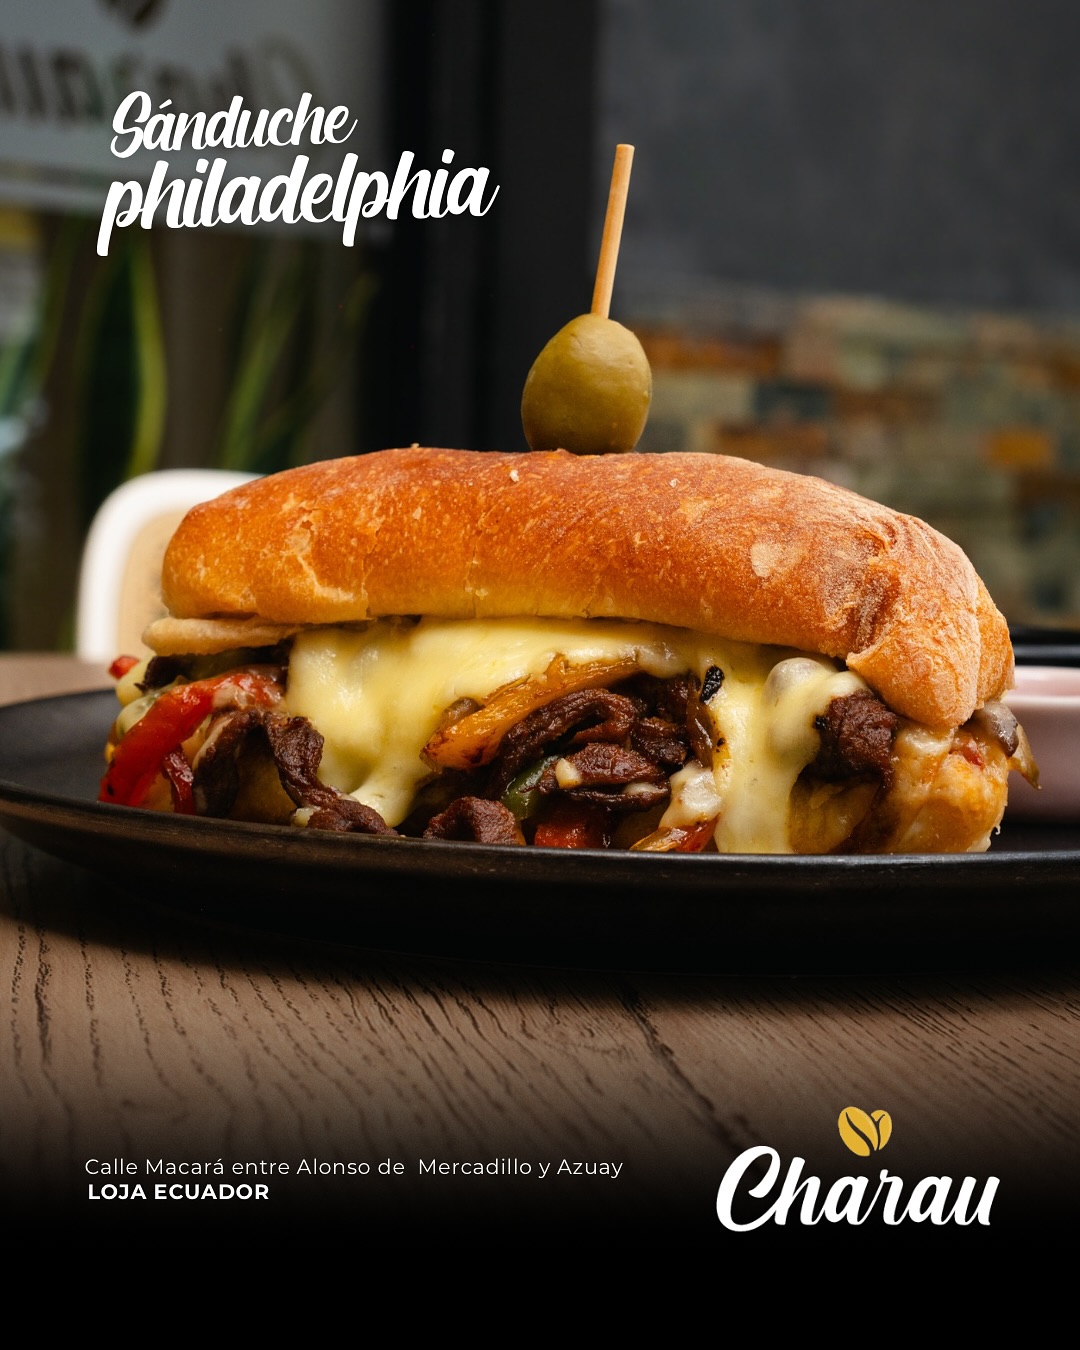 Sánduche
philadelphia
Calle Macará entre Alonso de Mercadillo y Azuay
LOJA ECUADOR
Charau